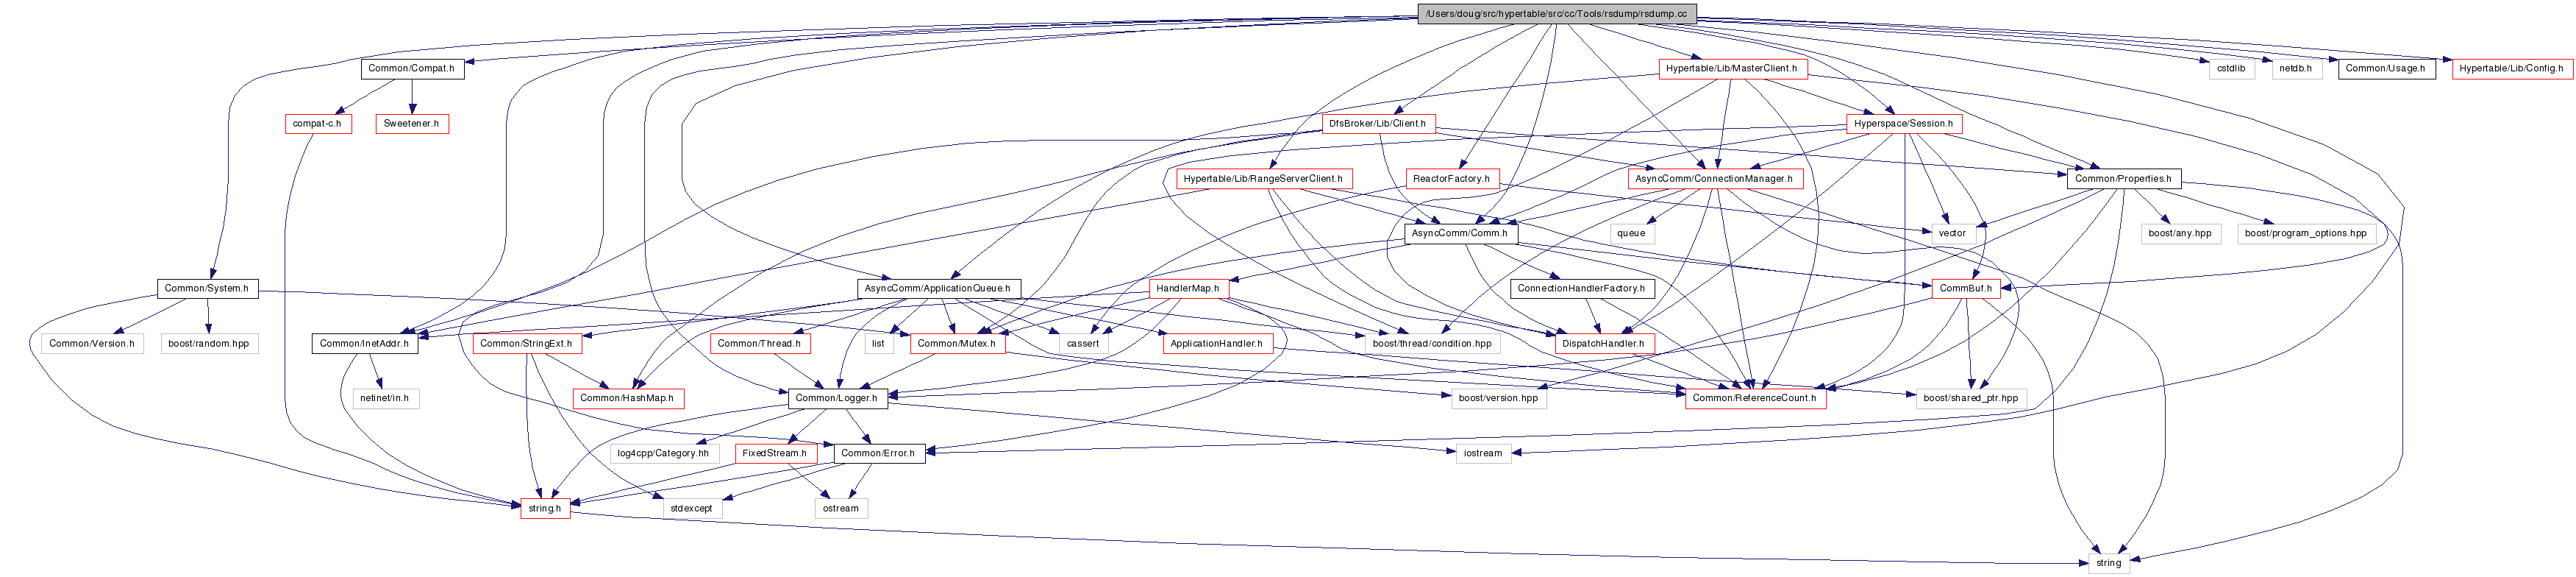 /Users/doug/src/hypertable/src/cc/Tools/rsdump/rsdump.cc
Common/Compat.h
Hypertable/Lib/MasterClient.h
cstdlib
netdb.h
Common/Usage.h
Hypertable/Lib/Config.h
compat-c.h
Sweetener.h
DfsBroker/Lib/Client.h
Hyperspace/Session.h
Hypertable/Lib/RangeServerClient.h
ReactorFactory.h
AsyncComm/ConnectionManager.h
Common/Properties.h
AsyncComm/Comm.h
queue
vector
boost/any.hpp
boost/program_options.hpp
Common/System.h
AsyncComm/ApplicationQueue.h
HandlerMap.h
ConnectionHandlerFactory.h
CommBuf.h
Common/Version.h
boost/random.hpp
Common/InetAddr.h
Common/StringExt.h
Common/Thread.h
list
Common/Mutex.h
cassert
ApplicationHandler.h
boost/thread/condition.hpp
DispatchHandler.h
netinet/in.h
Common/HashMap.h
Common/Logger.h
boost/version.hpp
Common/ReferenceCount.h
boost/shared_ptr.hpp
log4cpp/Category.hh
FixedStream.h
Common/Error.h
iostream
string.h
stdexcept
ostream
string